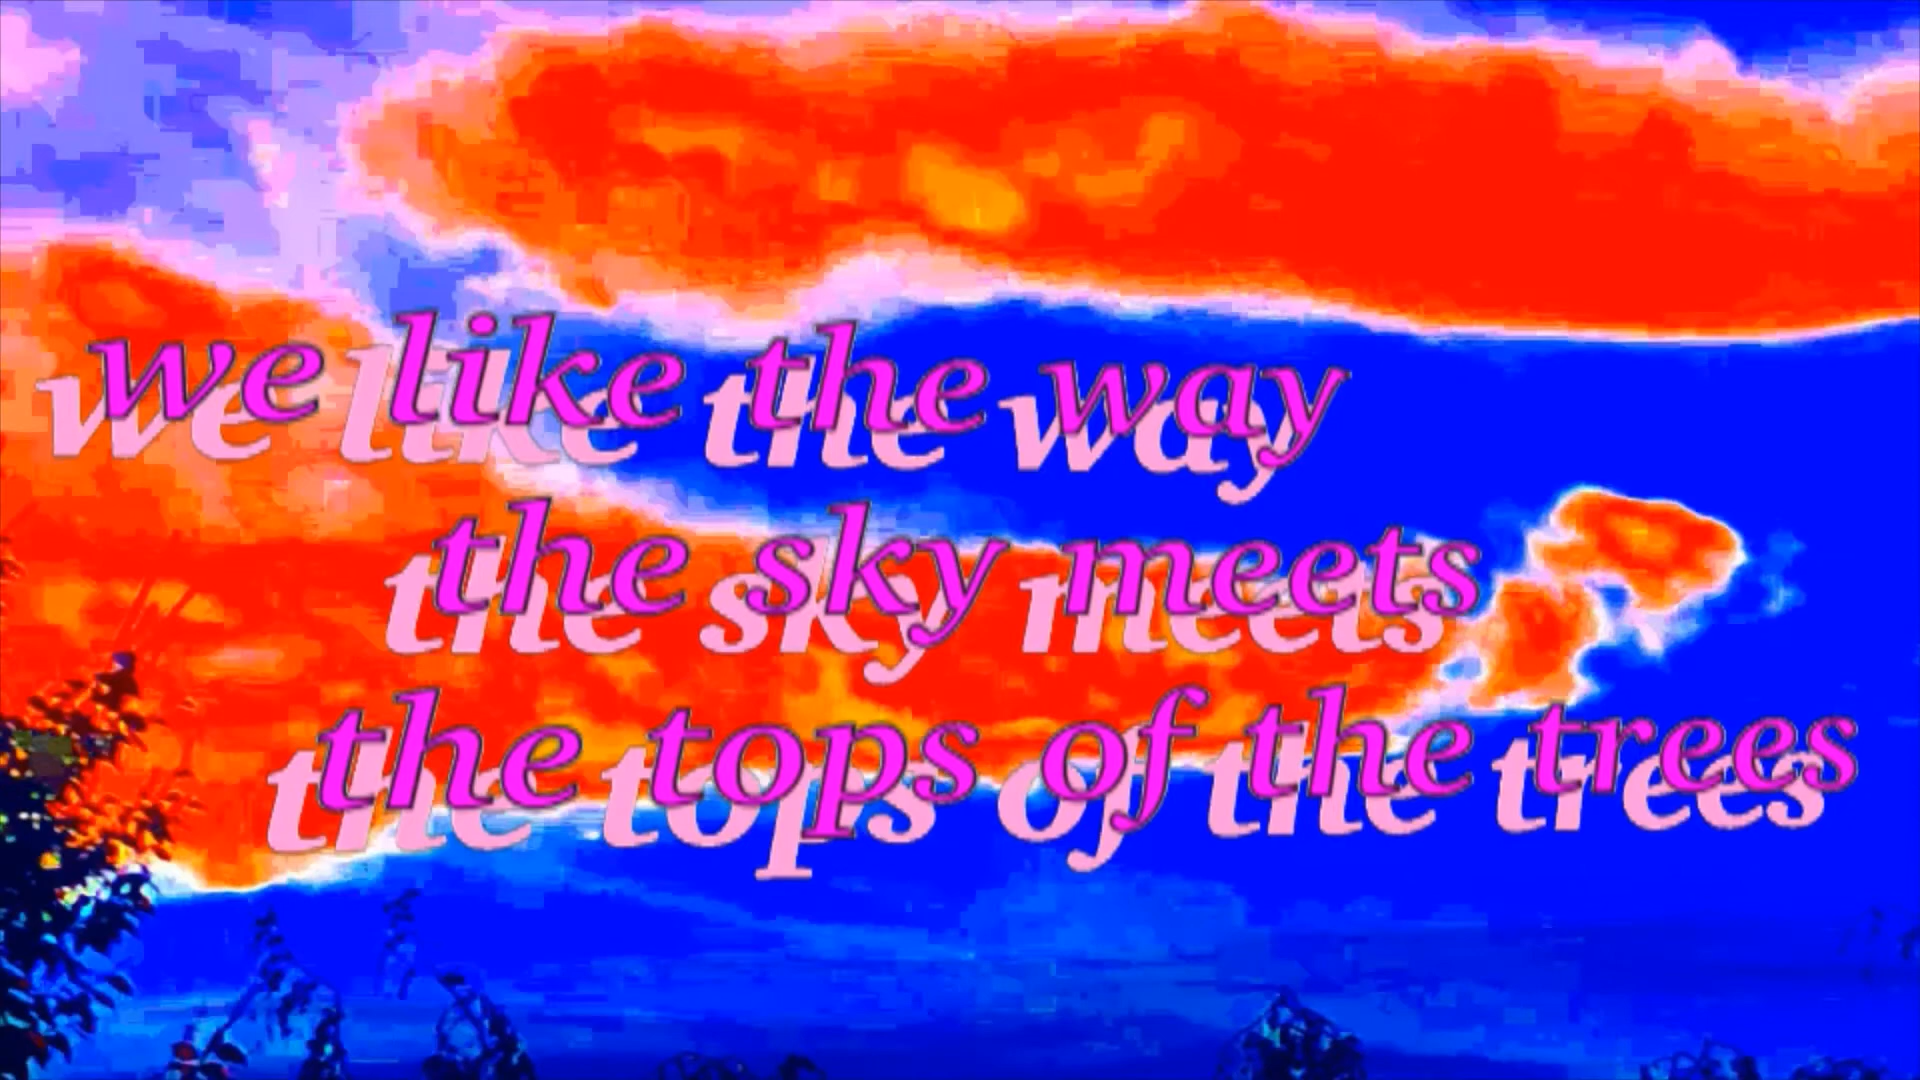 we like the way
the sky meets
the tops of the trees